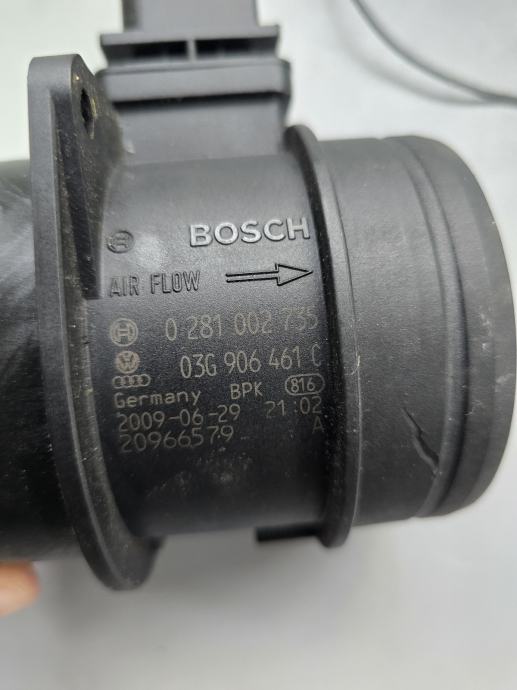 BOSCH
AIR FLOW
0 281 002 735
03G 906 461 C
Germany BPK 816
2009-06-29 21:02
20966579 A